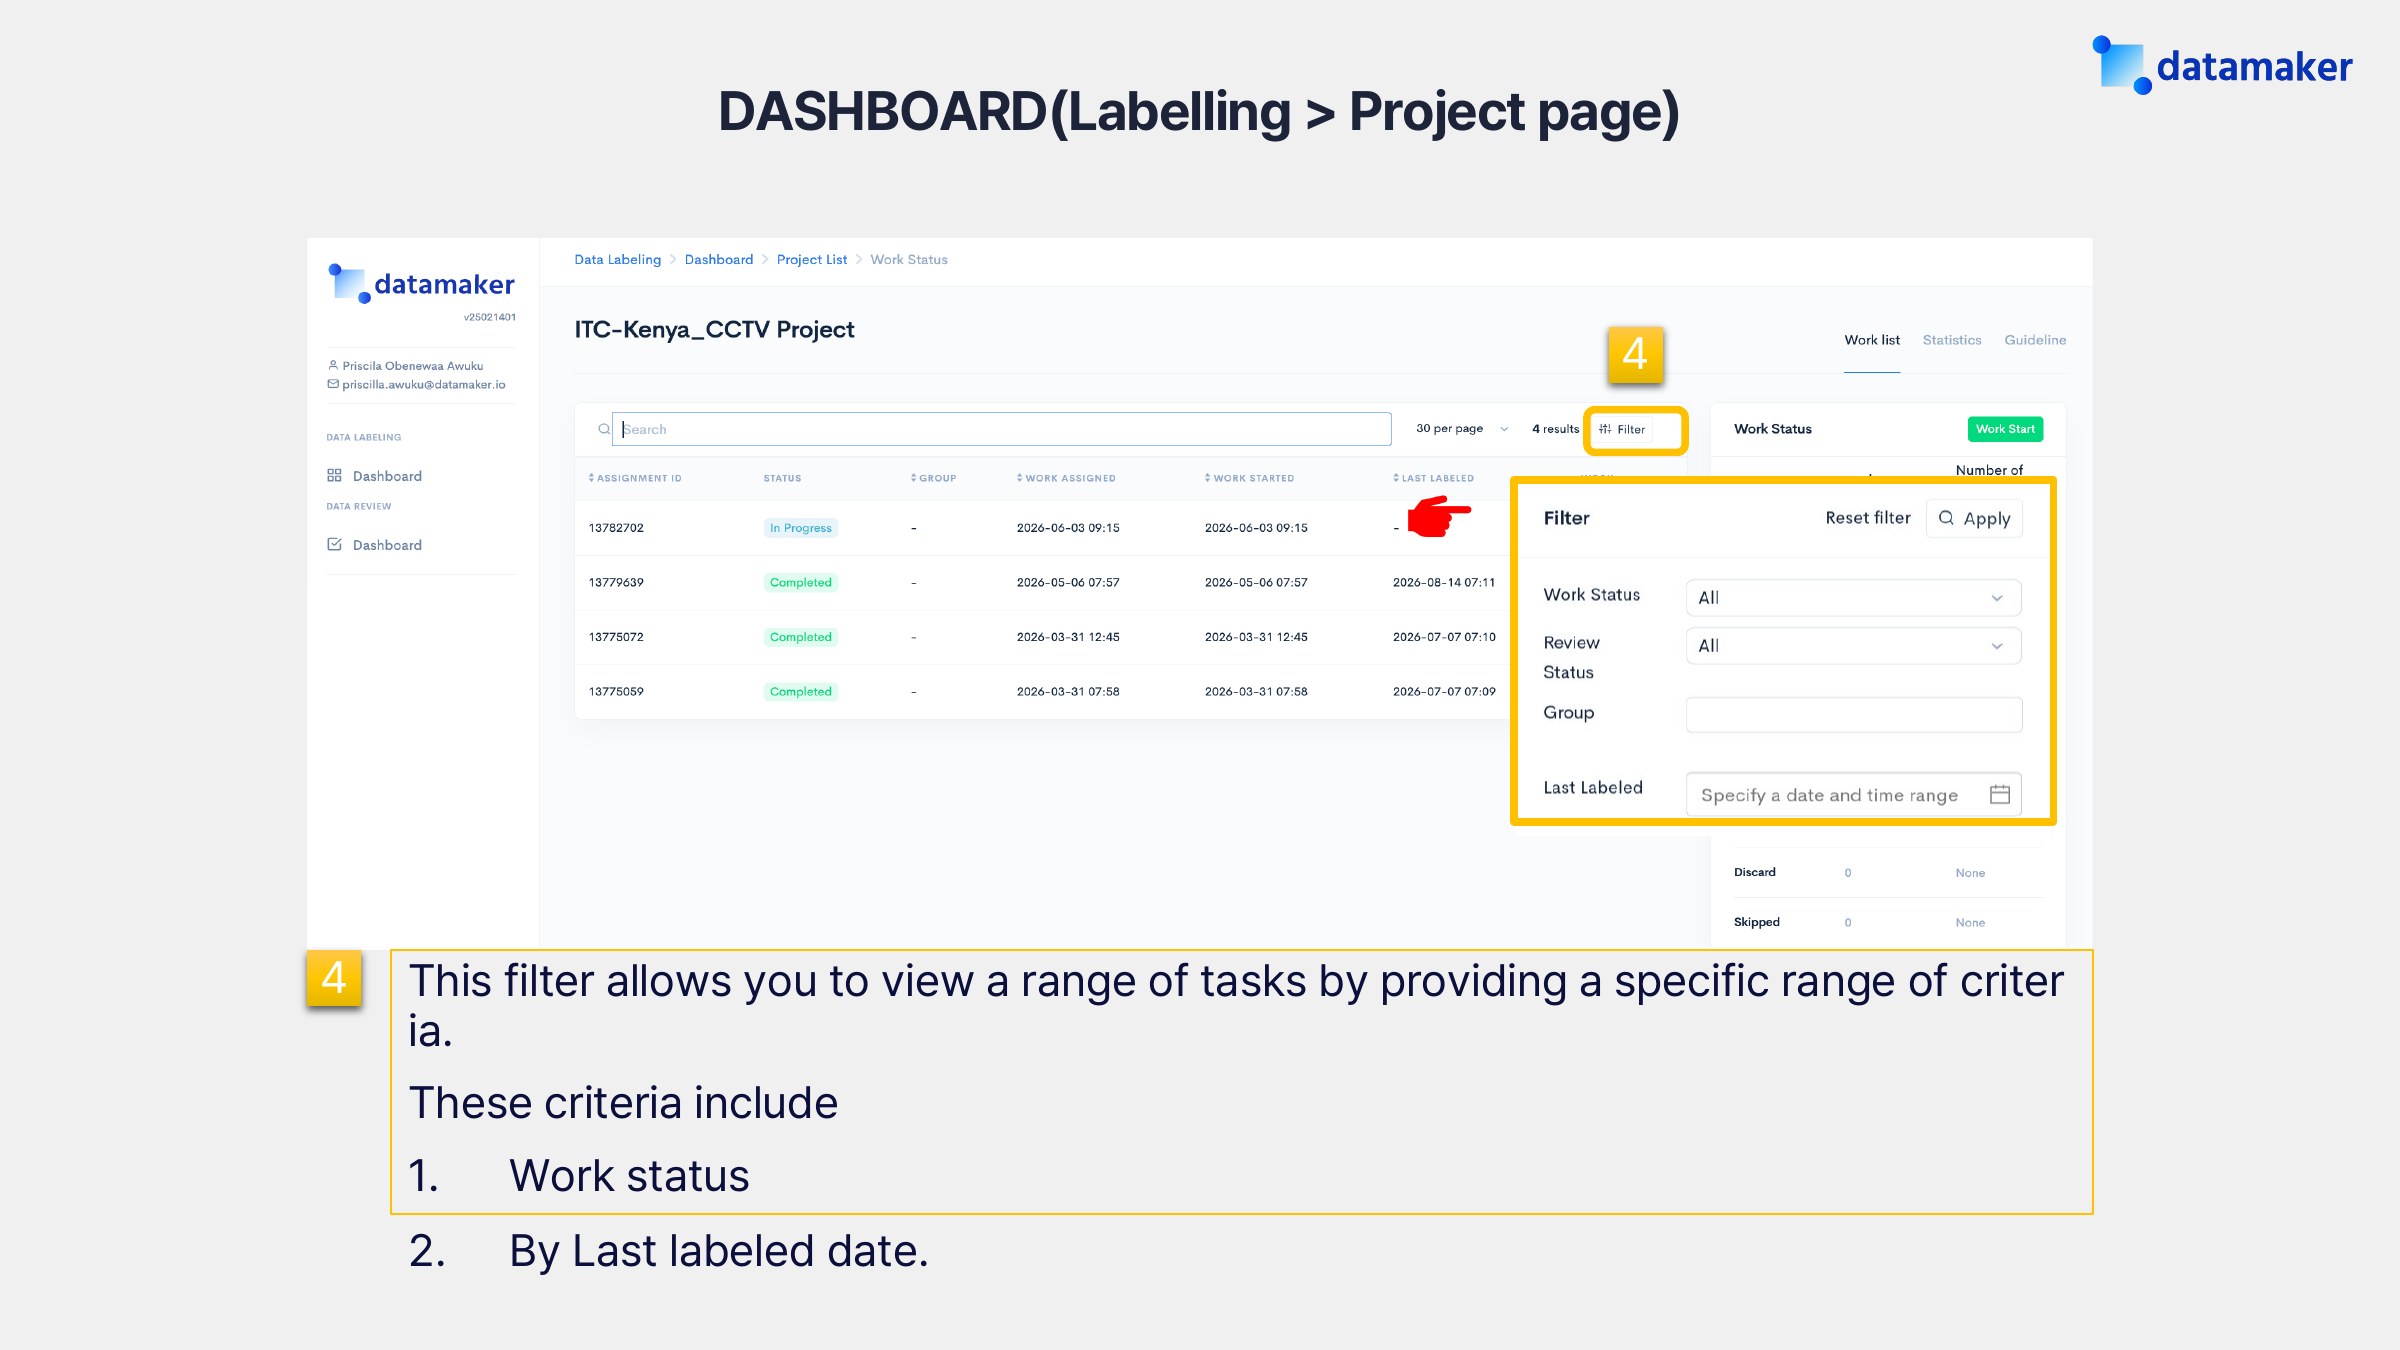 datamaker
DASHBOARD(Labelling > Project page)
datamaker
v25021401
Priscila Obenewaa Awuku
priscilla.awuku@datamaker.io
DATA LABELING
Dashboard
DATA REVIEW
Dashboard
Data Labeling > Dashboard > Project List > Work Status
ITC-Kenya_CCTV Project
4
Work list Statistics Guideline
Search 30 per page 4 results Filter
ASSIGNMENT ID STATUS GROUP WORK ASSIGNED WORK STARTED LAST LABELED
13782702 In Progress - 2026-06-03 09:15 2026-06-03 09:15 -
13779639 Completed - 2026-05-06 07:57 2026-05-06 07:57 2026-08-14 07:11
13775072 Completed - 2026-03-31 12:45 2026-03-31 12:45 2026-07-07 07:10
13775059 Completed - 2026-03-31 07:58 2026-03-31 07:58 2026-07-07 07:09
Work Status Work Start
Number of
Filter Reset filter Apply
Work Status All
Review All
Status
Group
Last Labeled Specify a date and time range
Discard 0 None
Skipped 0 None
4
This filter allows you to view a range of tasks by providing a specific range of criter
ia.
These criteria include
1. Work status
2. By Last labeled date.